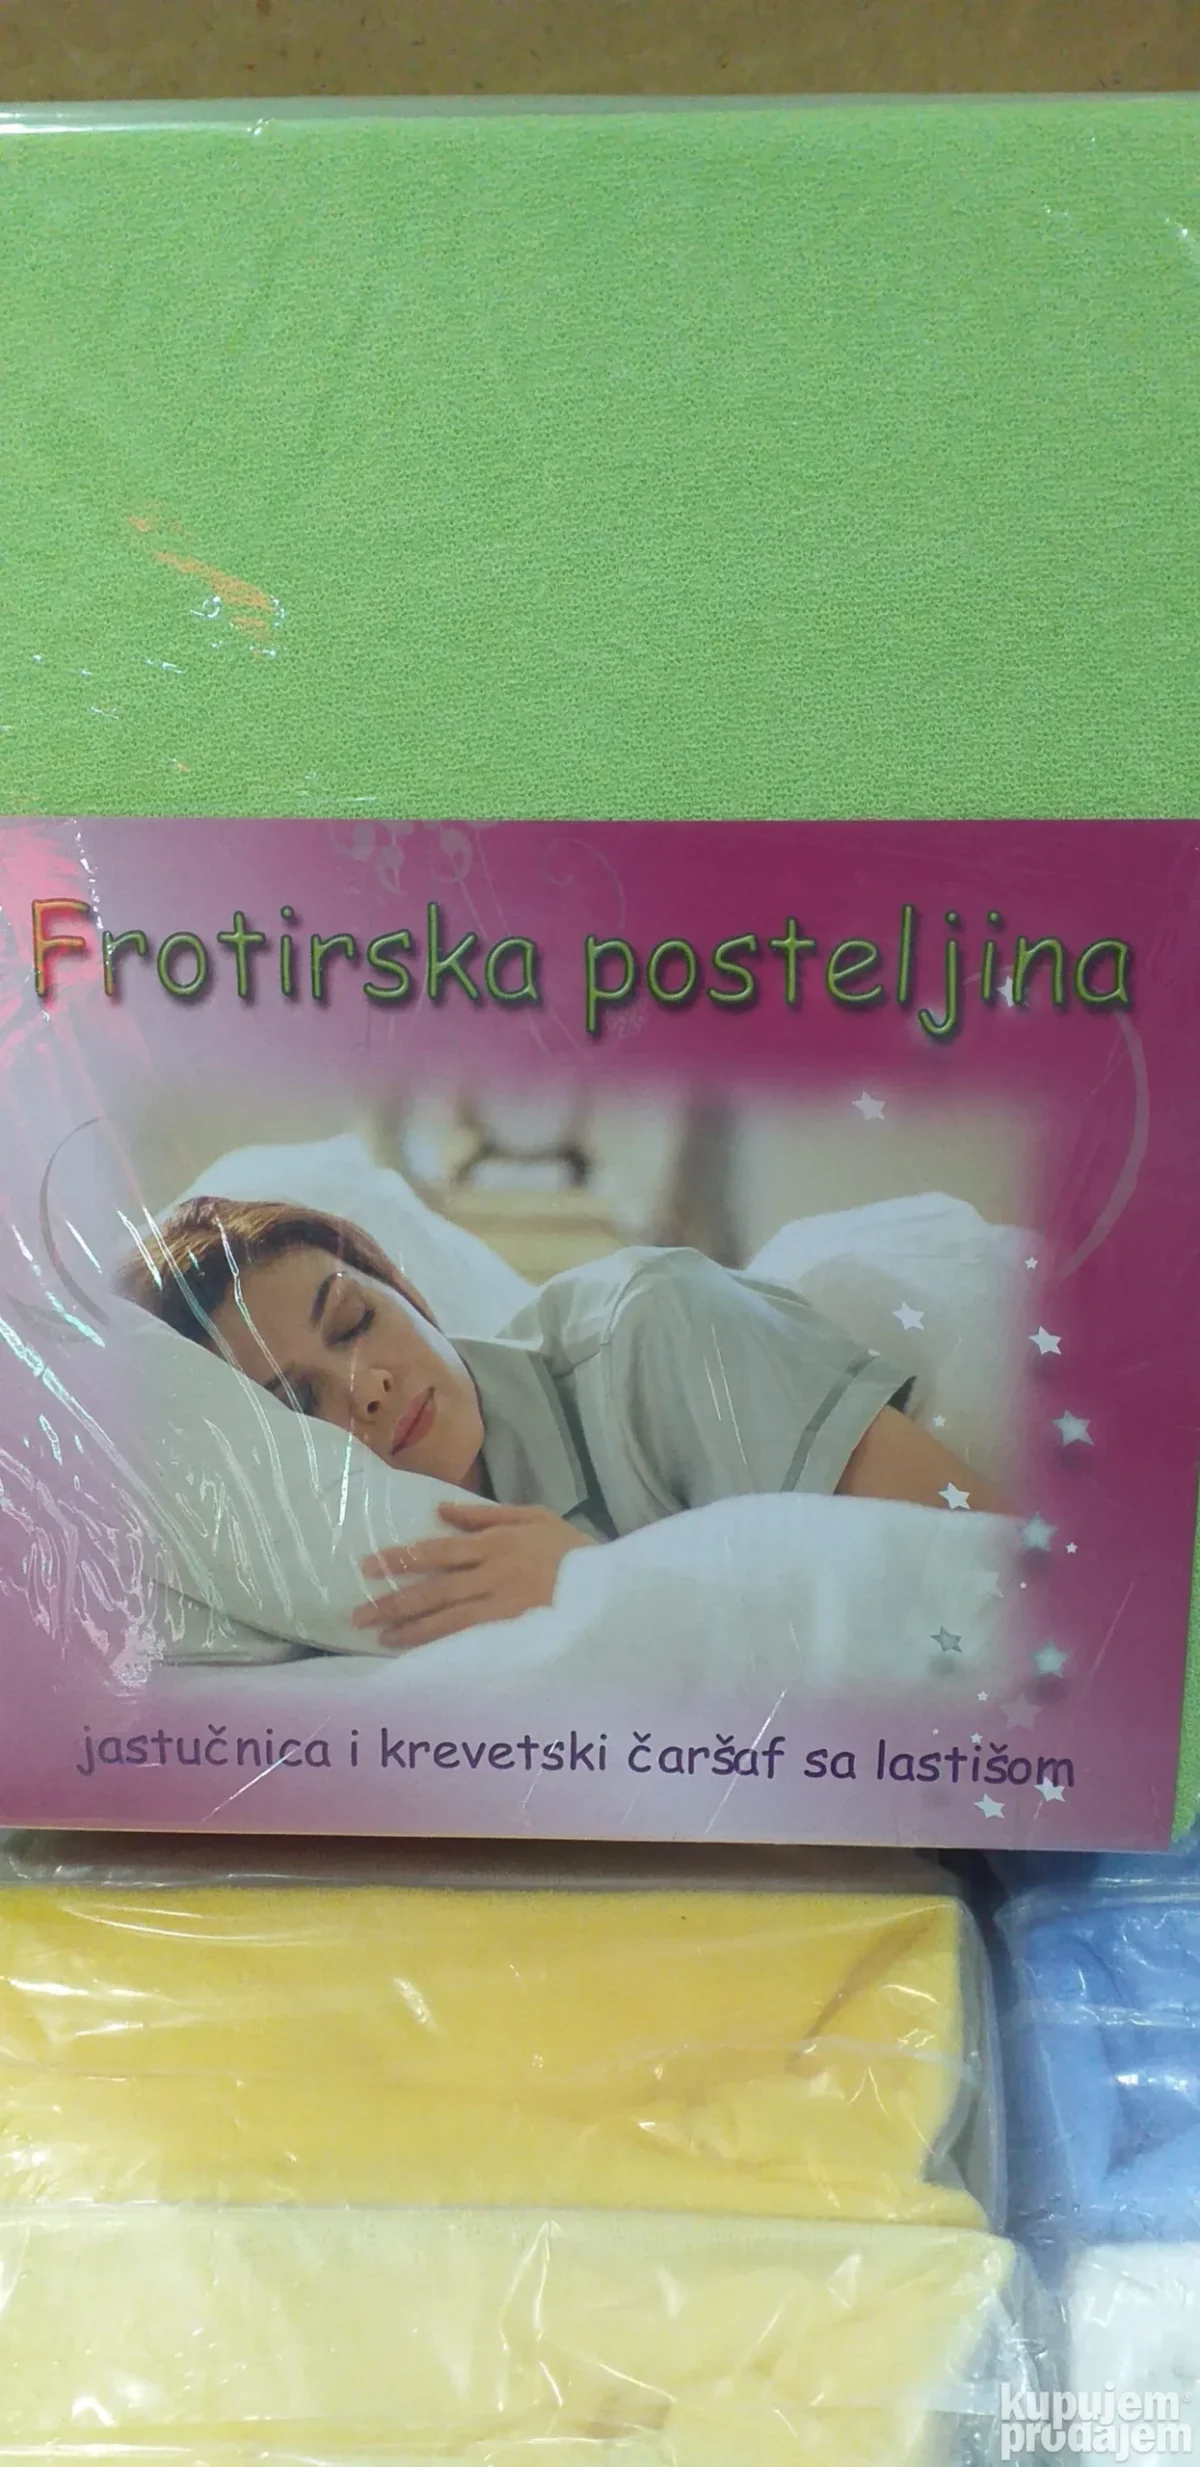 Frotirska posteljina
jastučnica i krevetski čaršaf sa lastišom
kupujem
prodajem